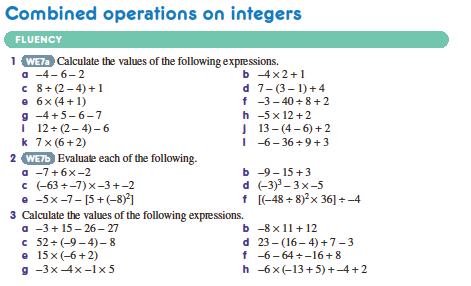 Combined operations on integers
FLUENCY
1 WE7a Calculate the values of the following expressions.
a -4 - 6 - 2 b -4 × 2 + 1
c 8 ÷ (2 - 4) + 1 d 7 - (3 - 1) + 4
e 6 × (4 + 1) f -3 - 40 ÷ 8 + 2
g -4 + 5 - 6 - 7 h -5 × 12 + 2
i 12 ÷ (2 - 4) - 6 j 13 - (4 - 6) + 2
k 7 × (6 + 2) l -6 - 36 ÷ 9 + 3
2 WE7b Evaluate each of the following.
a -7 + 6 × -2 b -9 - 15 + 3
c (-63 ÷ -7) × -3 + -2 d (-3)³ - 3 × -5
e -5 × -7 - [5 + (-8)²] f [(-48 ÷ 8)² × 36] ÷ -4
3 Calculate the values of the following expressions.
a -3 + 15 - 26 - 27 b -8 × 11 + 12
c 52 ÷ (-9 - 4) - 8 d 23 - (16 - 4) + 7 - 3
e 15 × (-6 + 2) f -6 - 64 ÷ -16 + 8
g -3 × -4 × -1 × 5 h -6 × (-13 + 5) + -4 + 2